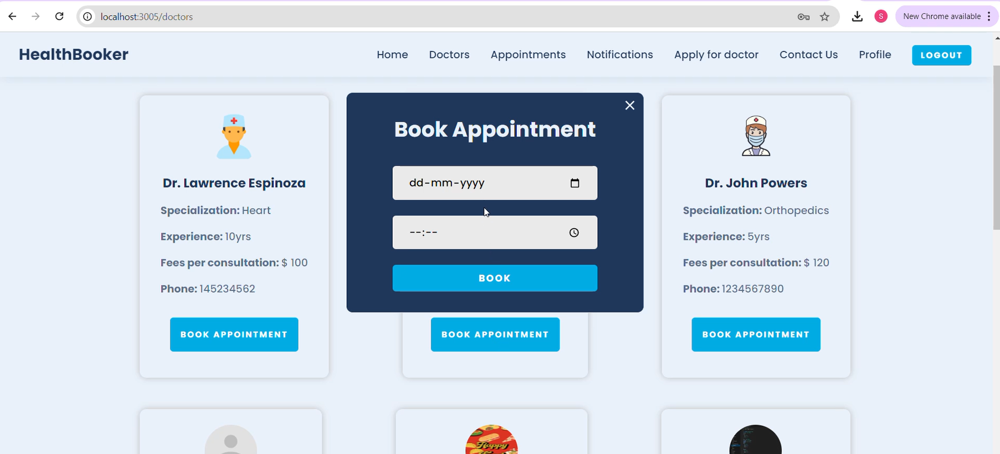 localhost:3005/doctors
S
New Chrome available
HealthBooker
Home
Doctors
Appointments
Notifications
Apply for doctor
Contact Us
Profile
LOGOUT
Dr. Lawrence Espinoza
Specialization: Heart
Experience: 10yrs
Fees per consultation: $ 100
Phone: 145234562
BOOK APPOINTMENT
Book Appointment
dd-mm-yyyy
--:--
BOOK
BOOK APPOINTMENT
Dr. John Powers
Specialization: Orthopedics
Experience: 5yrs
Fees per consultation: $ 120
Phone: 1234567890
BOOK APPOINTMENT
Happy